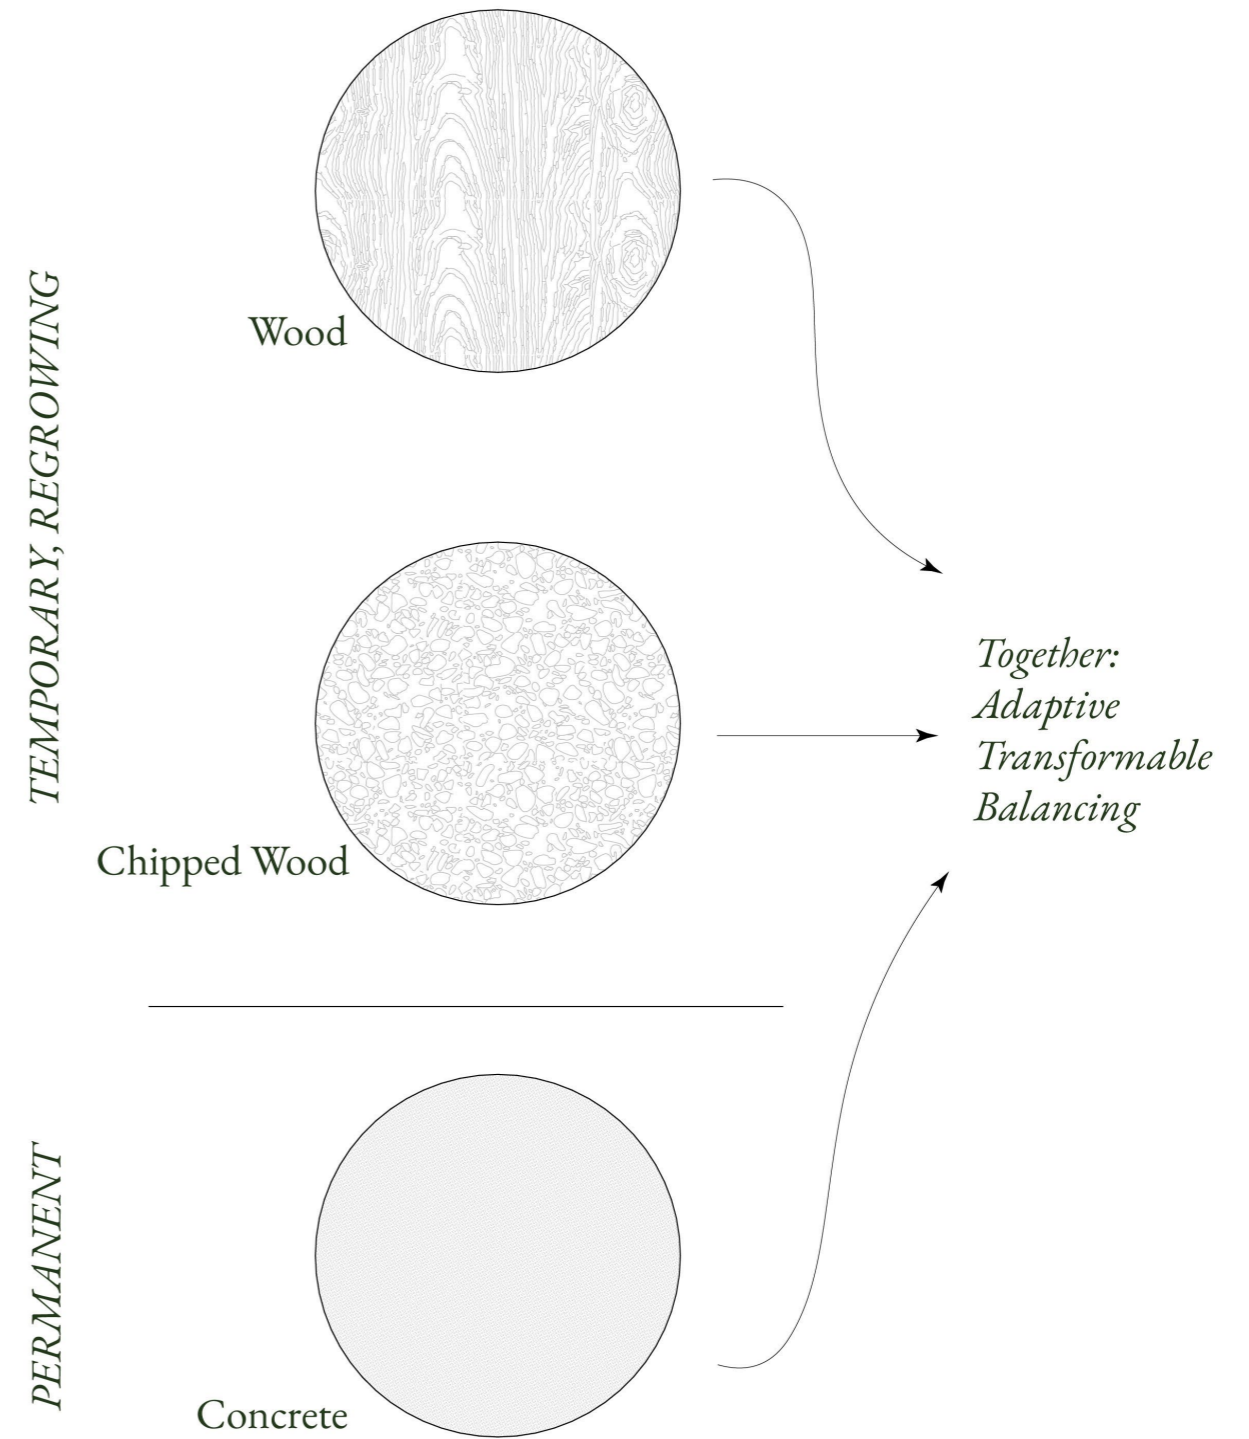 TEMPORARY, REGROWING
Wood
Chipped Wood
Together:
Adaptive
Transformable
Balancing
PERMANENT
Concrete